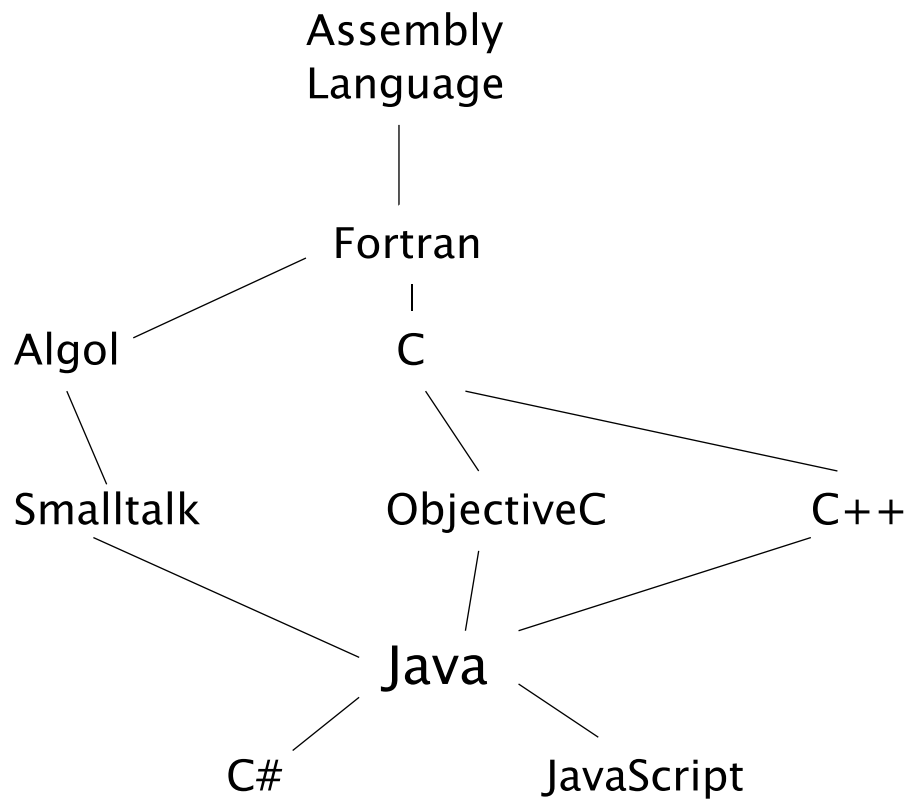 Assembly
Language
Fortran
Algol
C
Smalltalk
ObjectiveC
C++
Java
C#
JavaScript